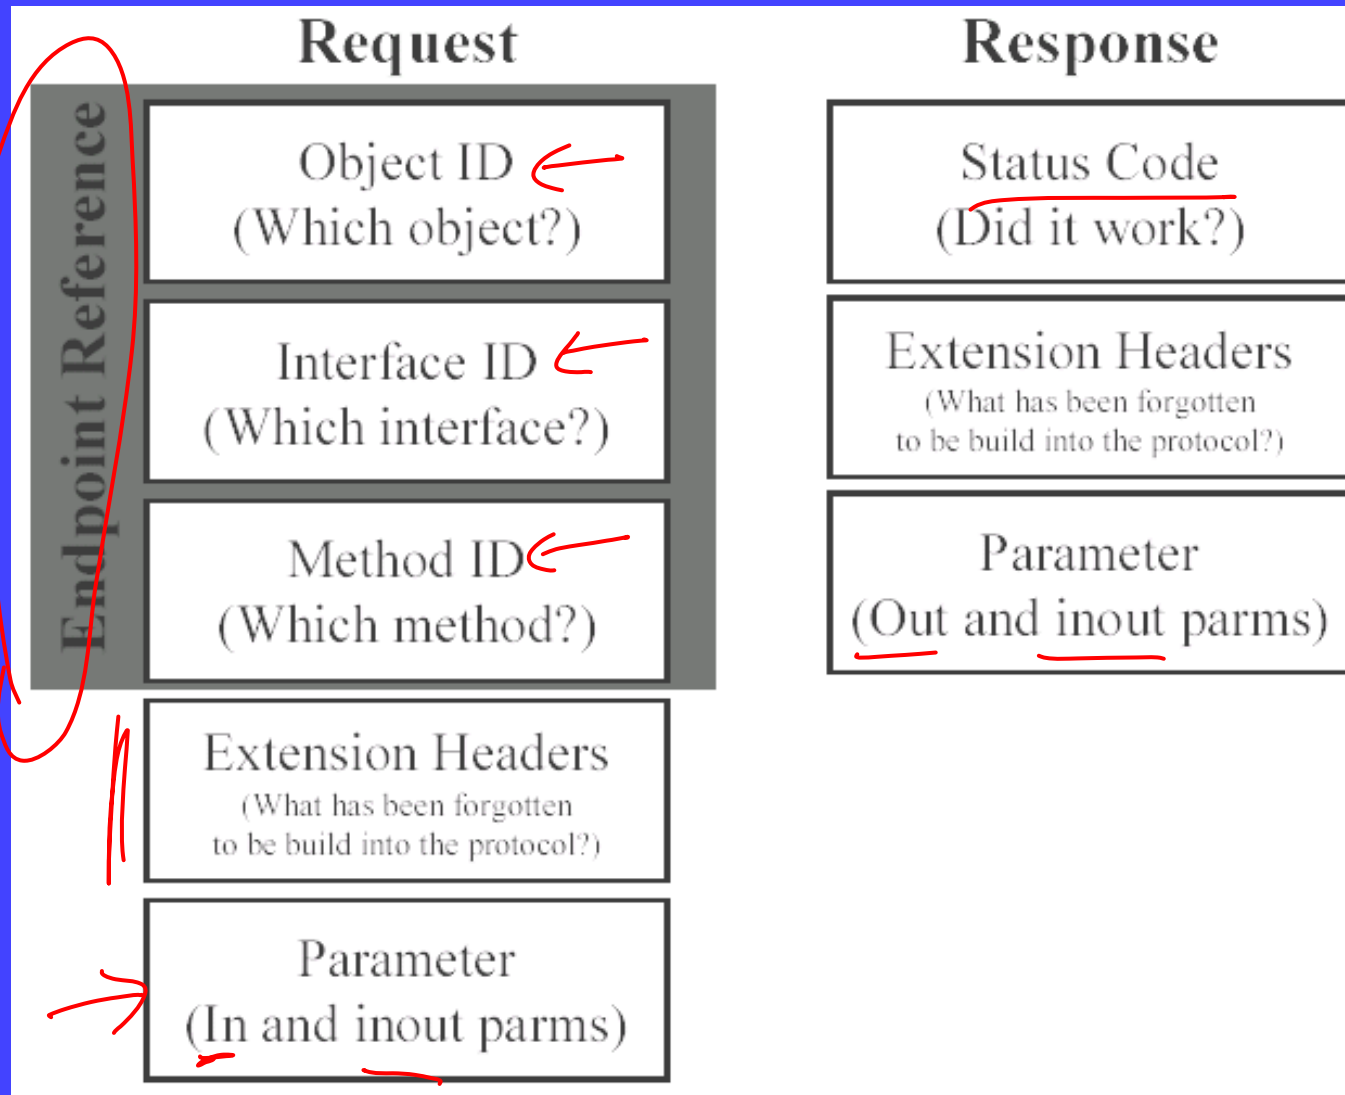 Request
Endpoint Reference
Object ID
(Which object?)
Interface ID
(Which interface?)
Method ID
(Which method?)
Extension Headers
(What has been forgotten
to be build into the protocol?)
Parameter
(In and inout parms)
Response
Status Code
(Did it work?)
Extension Headers
(What has been forgotten
to be build into the protocol?)
Parameter
(Out and inout parms)